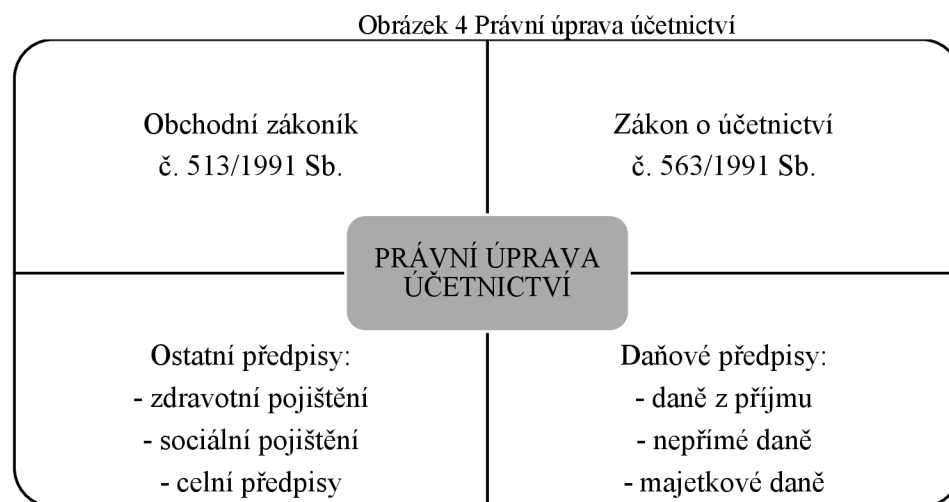 Obrázek 4 Právní úprava účetnictví
Obchodní zákoník
č. 513/1991 Sb.
Zákon o účetnictví
č. 563/1991 Sb.
PRÁVNÍ ÚPRAVA
ÚČETNICTVÍ
Ostatní předpisy:
- zdravotní pojištění
- sociální pojištění
- celní předpisy
Daňové předpisy:
- daně z příjmu
- nepřímé daně
- majetkové daně